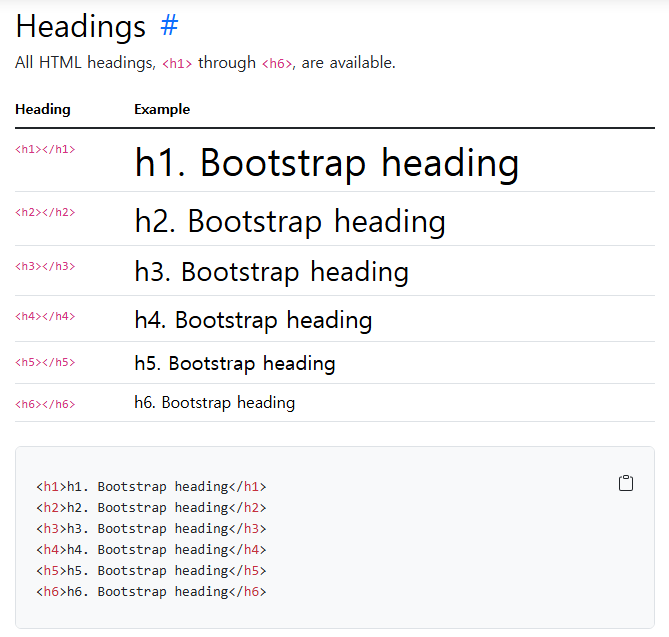 Headings #
All HTML headings, <h1> through <h6>, are available.
Heading Example
<h1></h1> h1. Bootstrap heading
<h2></h2> h2. Bootstrap heading
<h3></h3> h3. Bootstrap heading
<h4></h4> h4. Bootstrap heading
<h5></h5> h5. Bootstrap heading
<h6></h6> h6. Bootstrap heading
<h1>h1. Bootstrap heading</h1>
<h2>h2. Bootstrap heading</h2>
<h3>h3. Bootstrap heading</h3>
<h4>h4. Bootstrap heading</h4>
<h5>h5. Bootstrap heading</h5>
<h6>h6. Bootstrap heading</h6>